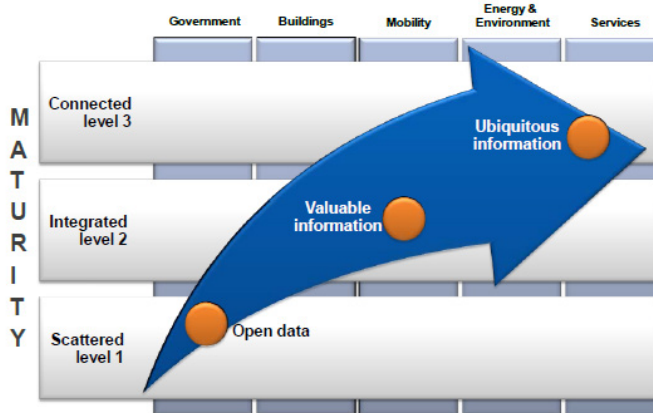 Government
Buildings
Mobility
Energy &
Environment
Services
MATURITY
Connected
level 3
Ubiquitous
information
Integrated
level 2
Valuable
information
Scattered
level 1
Open data